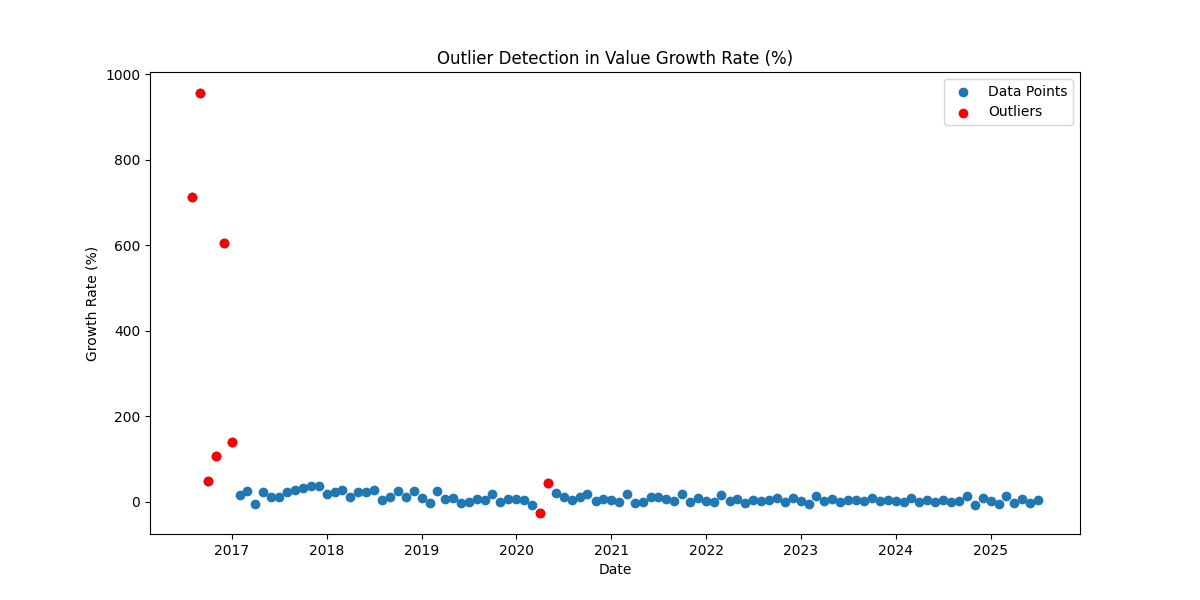 Outlier Detection in Value Growth Rate (%)
1000
800
600
400
200
0
Growth Rate (%)
Data Points
Outliers
2017 2018 2019 2020 2021 2022 2023 2024 2025
Date